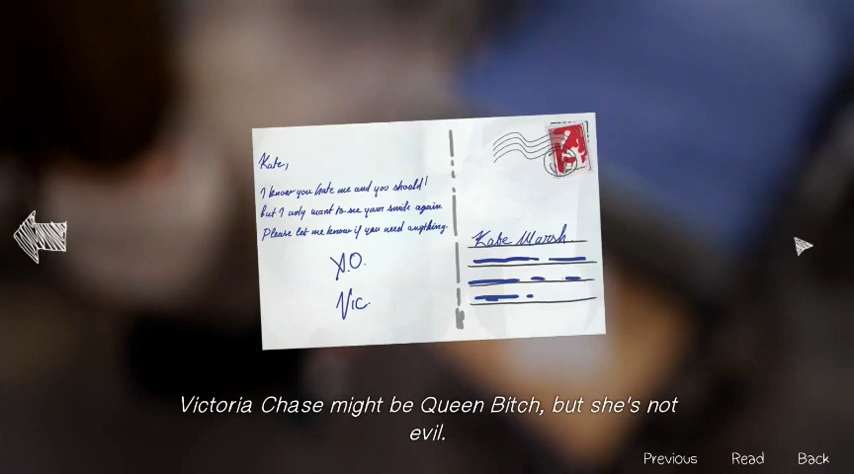 Kate,
I know you hate me and you should!
but I only want to see your smile again.
Please let me know if you need anything.
X.O.
Vic.
Kate Marsh
Victoria Chase might be Queen Bitch, but she's not
evil.
Previous Read Back